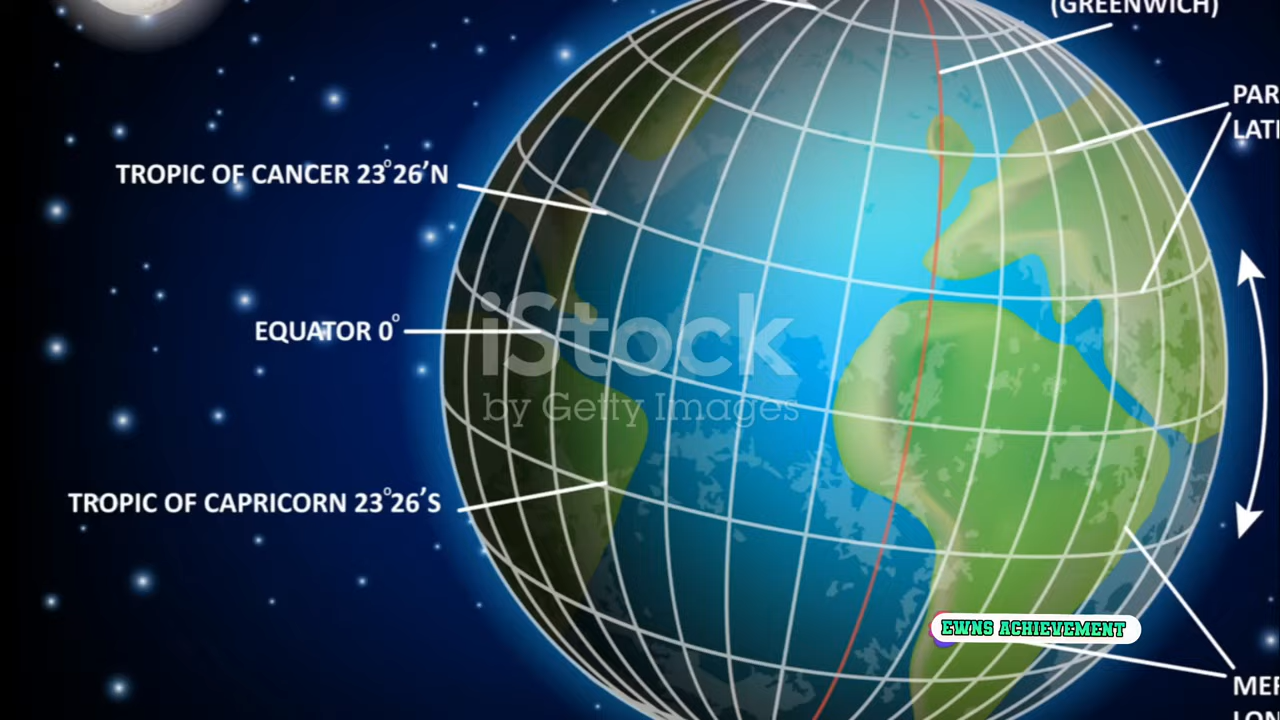 (GREENWICH)
PAR
LATI
TROPIC OF CANCER 23°26'N
EQUATOR 0°
iStock
by Getty Images
TROPIC OF CAPRICORN 23°26'S
EWNS ACHIEVEMENT
MER